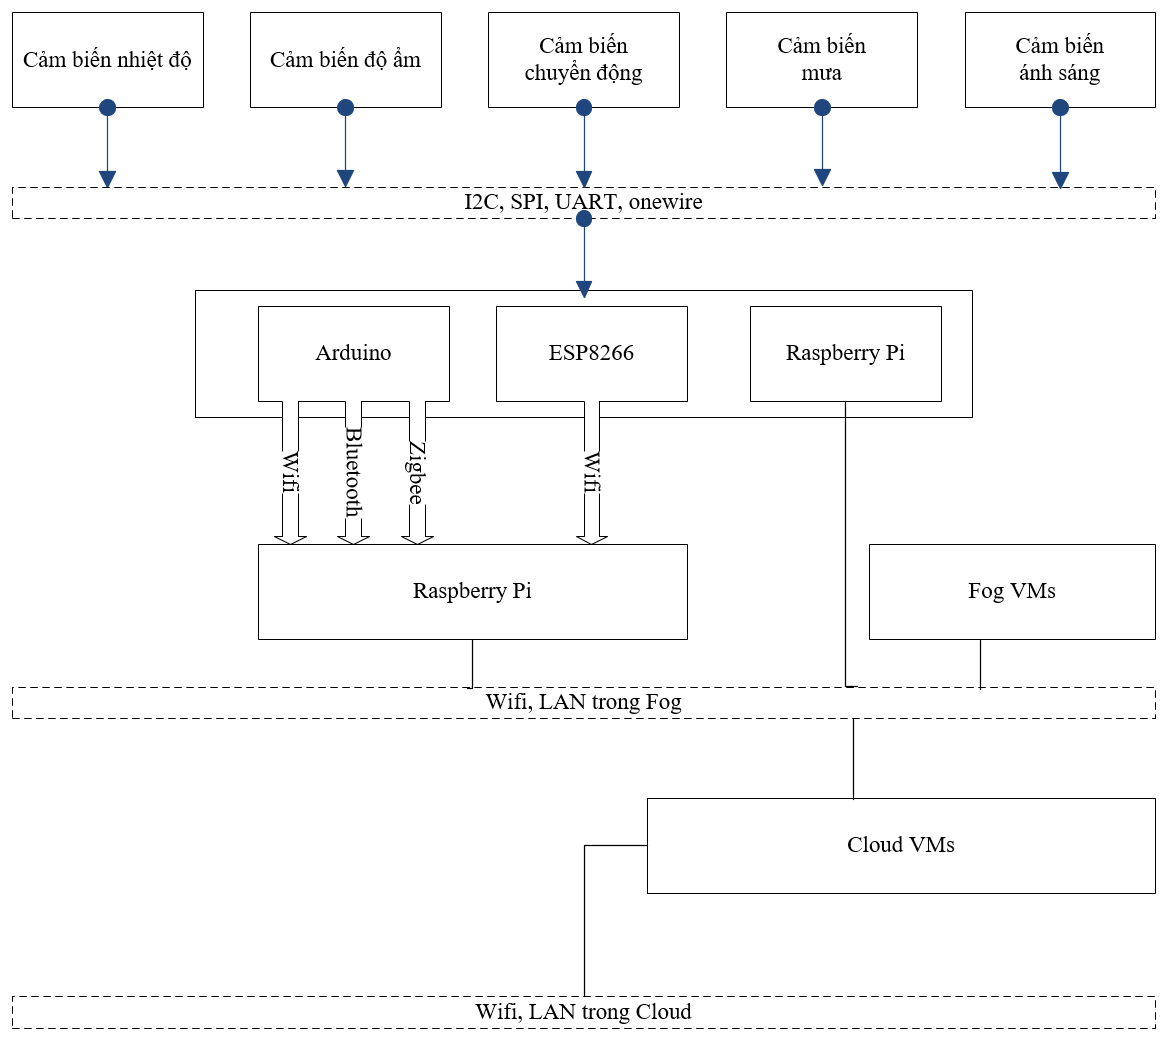 Cảm biến nhiệt độ
Cảm biến độ ẩm
Cảm biến
chuyển động
Cảm biến
mưa
Cảm biến
ánh sáng
I2C, SPI, UART, onewire
Arduino
ESP8266
Raspberry Pi
Wifi
Bluetooth
Zigbee
Wifi
Raspberry Pi
Fog VMs
Wifi, LAN trong Fog
Cloud VMs
Wifi, LAN trong Cloud